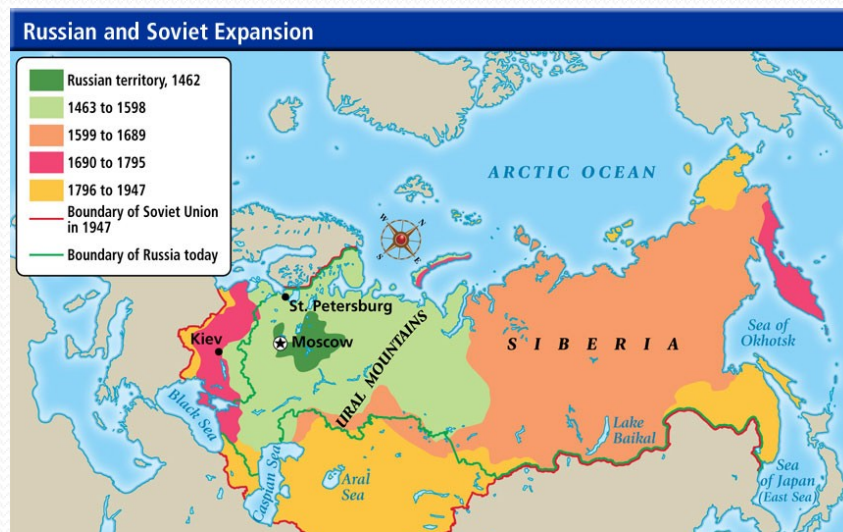 Russian and Soviet Expansion
Russian territory, 1462
1463 to 1598
1599 to 1689
1690 to 1795
1796 to 1947
Boundary of Soviet Union
in 1947
Boundary of Russia today
ARCTIC OCEAN
W
N
S
E
St. Petersburg
Kiev
Moscow
URAL MOUNTAINS
SIBERIA
Sea of
Okhotsk
Black Sea
Caspian Sea
Aral
Sea
Lake
Baikal
Sea
of Japan
(East Sea)